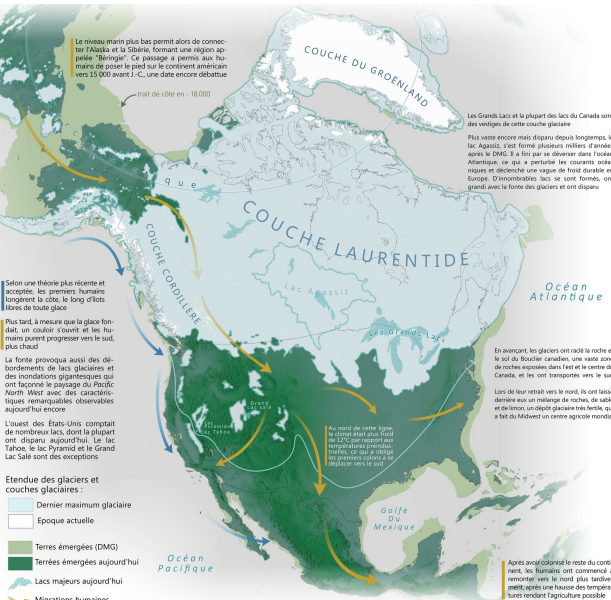 Le niveau marin plus bas permit alors de connec-
ter l'Alaska et la Sibérie, formant une région ap-
pelée "Béringie". Ce passage a permis aux hu-
mains de poser le pied sur le continent américain
vers 15 000 avant J.-C., une date encore débattue
trait de côte en - 18,000
COUCHE DU GROENLAND
Les Grands Lacs et la plupart des lacs du Canada son
des vestiges de cette couche glaciaire
Plus vaste encore mais disparu depuis longtemps, le
lac Agassiz, s'est formé plusieurs milliers d'année
après le DMG. Il a fini par se déverser dans l'océa
Atlantique, ce qui a perturbé les courants océa
niques et déclenché une vague de froid durable en
Europe. D'innombrables lacs se sont formés, on
grandi avec la fonte des glaciers et ont disparu
que
COUCHE LAURENTIDE
COUCHE CORDILLERE
Lac Agassiz
Les Grands Lacs
Océan
Atlantique
Selon une théorie plus récente et
acceptée, les premiers humains
longèrent la côte, le long d'îlots
libres de toute glace
Plus tard, à mesure que la glace fon-
dait, un couloir s'ouvrit et les hu-
mains purent progresser vers le sud,
plus chaud
La fonte provoqua aussi des dé-
bordements de lacs glaciaires et
des inondations gigantesques qui
ont façonné le paysage du Pacific
North West avec des caractéris-
tiques remarquables observables
aujourd'hui encore
L'ouest des États-Unis comptait
de nombreux lacs, dont la plupart
ont disparu aujourd'hui. Le lac
Tahoe, le lac Pyramid et le Grand
Lac Salé sont des exceptions
Grand
Lac salé
Pyramide
Lac Tahoe
Au nord de cette ligne,
le climat était plus froid
de 12°C par rapport aux
températures préindus-
trielles, ce qui a obligé
les premiers colons à se
déplacer vers le sud
En avançant, les glaciers ont raclé la roche e
le sol du Bouclier canadien, une vaste zone
de roches exposées dans l'est et le centre du
Canada, et les ont transportés vers le su
Lors de leur retrait vers le nord, ils ont laissé
derrière eux un mélange de roches, de sable
et de limon, un dépôt glaciaire très fertile, qu
a fait du Midwest un centre agricole mondia
Golfe
Du
Mexique
Océan
Pacifique
Etendue des glaciers et
couches glaciaires :
Dernier maximum glaciaire
Epoque actuelle
Terres émergées (DMG)
Terrées émergées aujourd'hui
Lacs majeurs aujourd'hui
Migrations humaines
Après avoir colonisé le reste du conti
nent, les humains ont commencé à
remonter vers le nord plus tardive
ment, après une hausse des tempéra
tures rendant l'agriculture possible